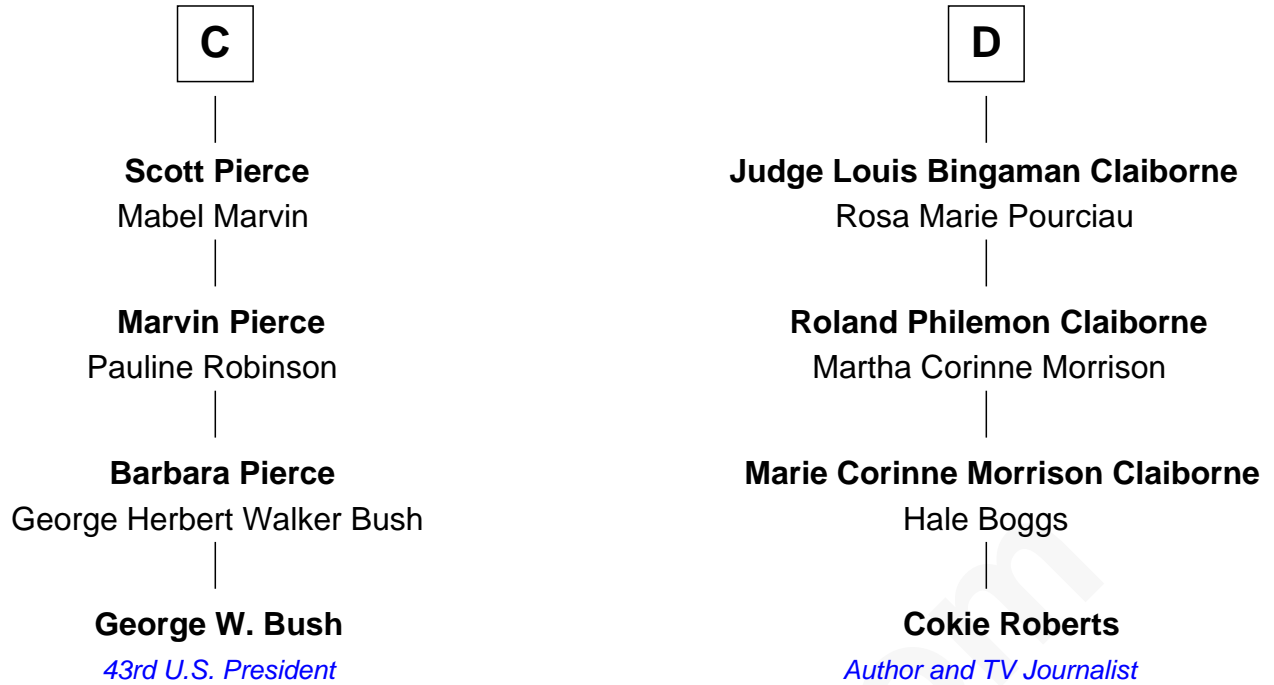 C
Scott Pierce
Mabel Marvin
Marvin Pierce
Pauline Robinson
Barbara Pierce
George Herbert Walker Bush
George W. Bush
43rd U.S. President
D
Judge Louis Bingaman Claiborne
Rosa Marie Pourciau
Roland Philemon Claiborne
Martha Corinne Morrison
Marie Corinne Morrison Claiborne
Hale Boggs
Cokie Roberts
Author and TV Journalist